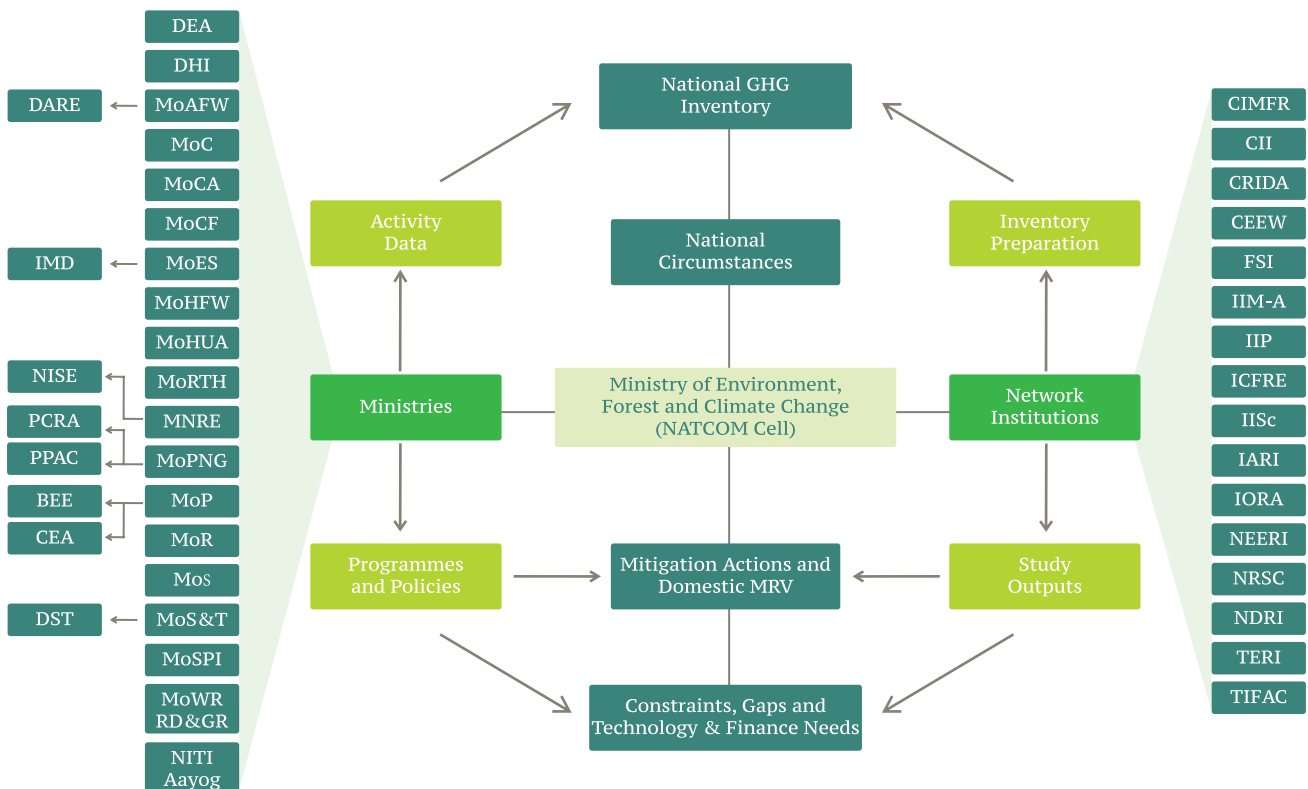 DEA
DHI
MoAFW
MoC
MoCA
MoCF
MoES
MoHFW
MoHUA
MoRTH
MNRE
MoPNG
MoP
MoR
MoS
MoS&T
MoSPI
MoWR
RD&GR
NITI
Aayog
DARE
IMD
NISE
PCRA
PPAC
BEE
CEA
DST
National GHG
Inventory
Activity
Data
National
Circumstances
Inventory
Preparation
Ministries
Ministry of Environment,
Forest and Climate Change
(NATCOM Cell)
Network
Institutions
Programmes
and Policies
Mitigation Actions and
Domestic MRV
Study
Outputs
Constraints, Gaps and
Technology & Finance Needs
CIMFR
CII
CRIDA
CEEW
FSI
IIM-A
IIP
ICFRE
IISc
IARI
IORA
NEERI
NRSC
NDRI
TERI
TIFAC